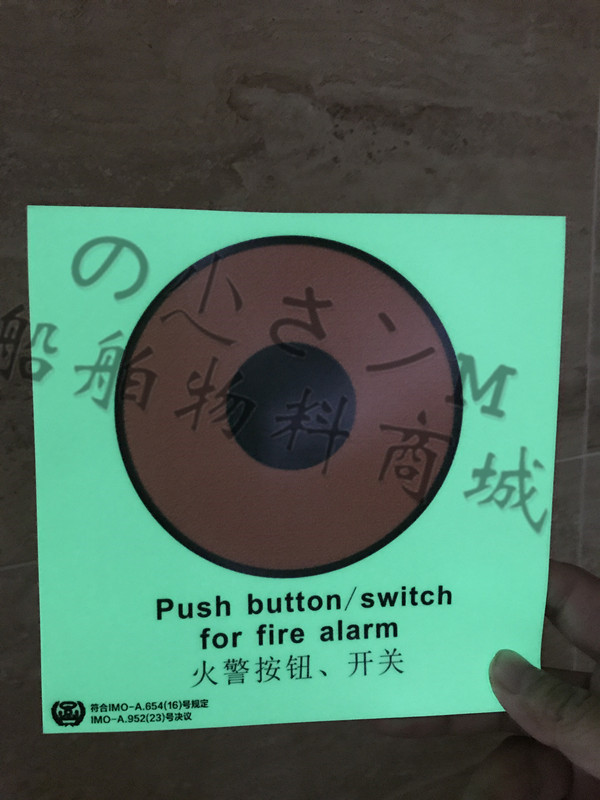 の小さンM
船舶物料商城
Push button/switch
for fire alarm
火警按钮、开关
符合IMO-A.654(16)号规定
IMO-A.952(23)号决议